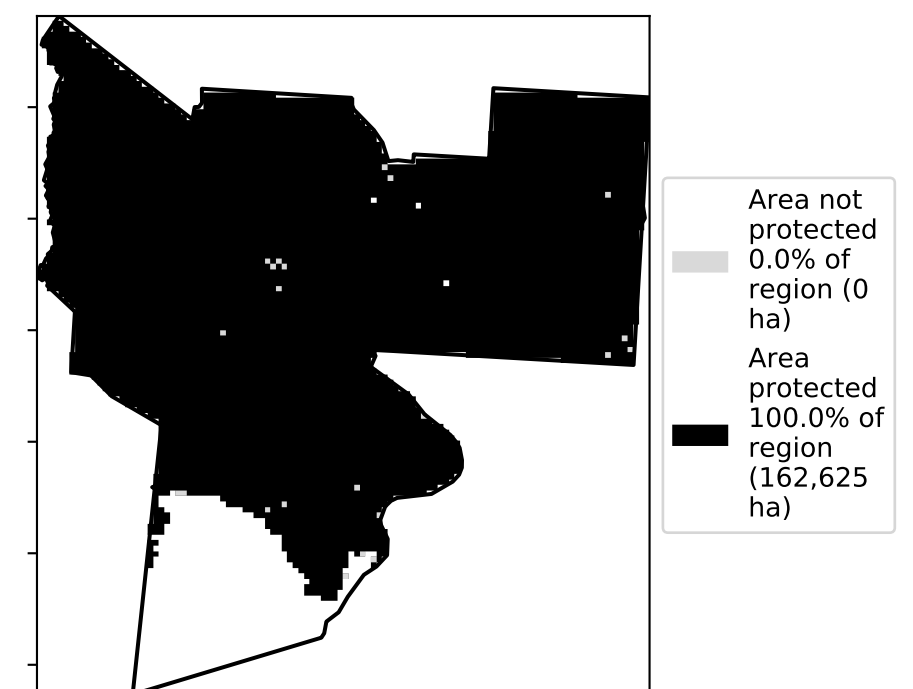 Area not
protected
0.0% of
region (0
ha)
Area
protected
100.0% of
region
(162,625
ha)